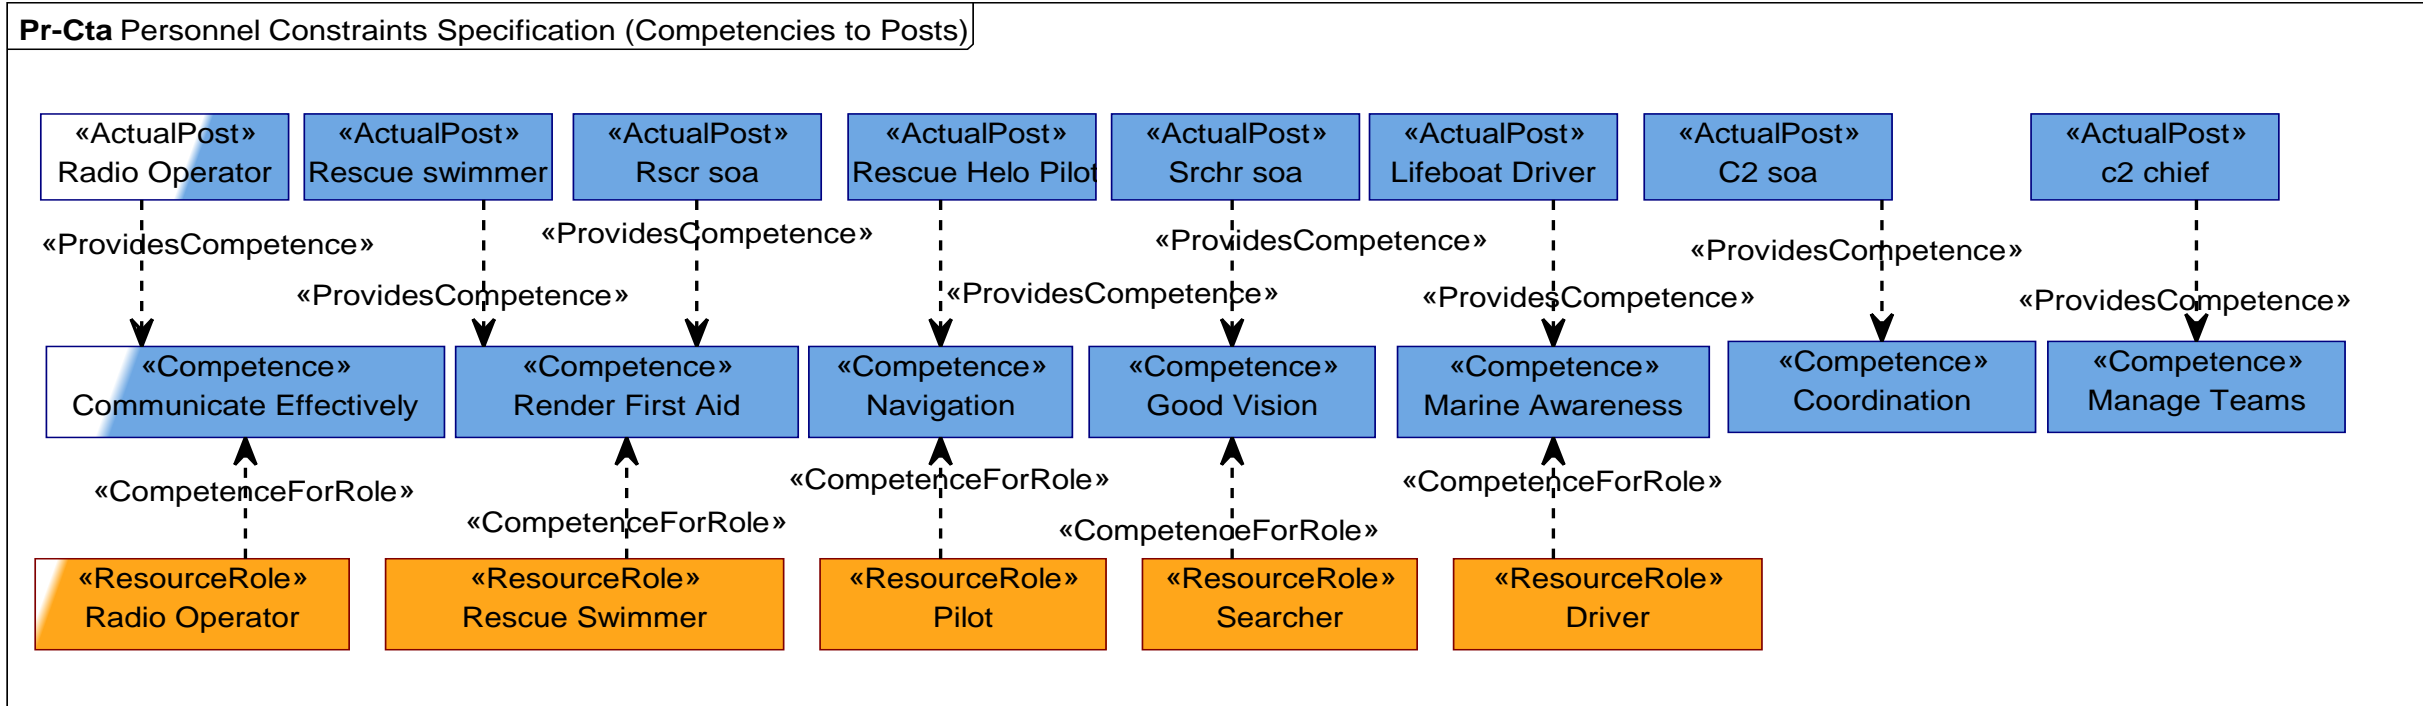 Pr-Cta Personnel Constraints Specification (Competencies to Posts)
«ActualPost»
Radio Operator
«ActualPost»
Rescue swimmer
«ActualPost»
Rscr soa
«ActualPost»
Rescue Helo Pilot
«ActualPost»
Srchr soa
«ActualPost»
Lifeboat Driver
«ActualPost»
C2 soa
«ActualPost»
c2 chief
«ProvidesCompetence»
«ProvidesCompetence»
«ProvidesCompetence»
«ProvidesCompetence»
«ProvidesCompetence»
«ProvidesCompetence»
«ProvidesCompetence»
«ProvidesCompetence»
«Competence»
Communicate Effectively
«Competence»
Render First Aid
«Competence»
Navigation
«Competence»
Good Vision
«Competence»
Marine Awareness
«Competence»
Coordination
«Competence»
Manage Teams
«CompetenceForRole»
«CompetenceForRole»
«CompetenceForRole»
«CompetenceForRole»
«CompetenceForRole»
«ResourceRole»
Radio Operator
«ResourceRole»
Rescue Swimmer
«ResourceRole»
Pilot
«ResourceRole»
Searcher
«ResourceRole»
Driver